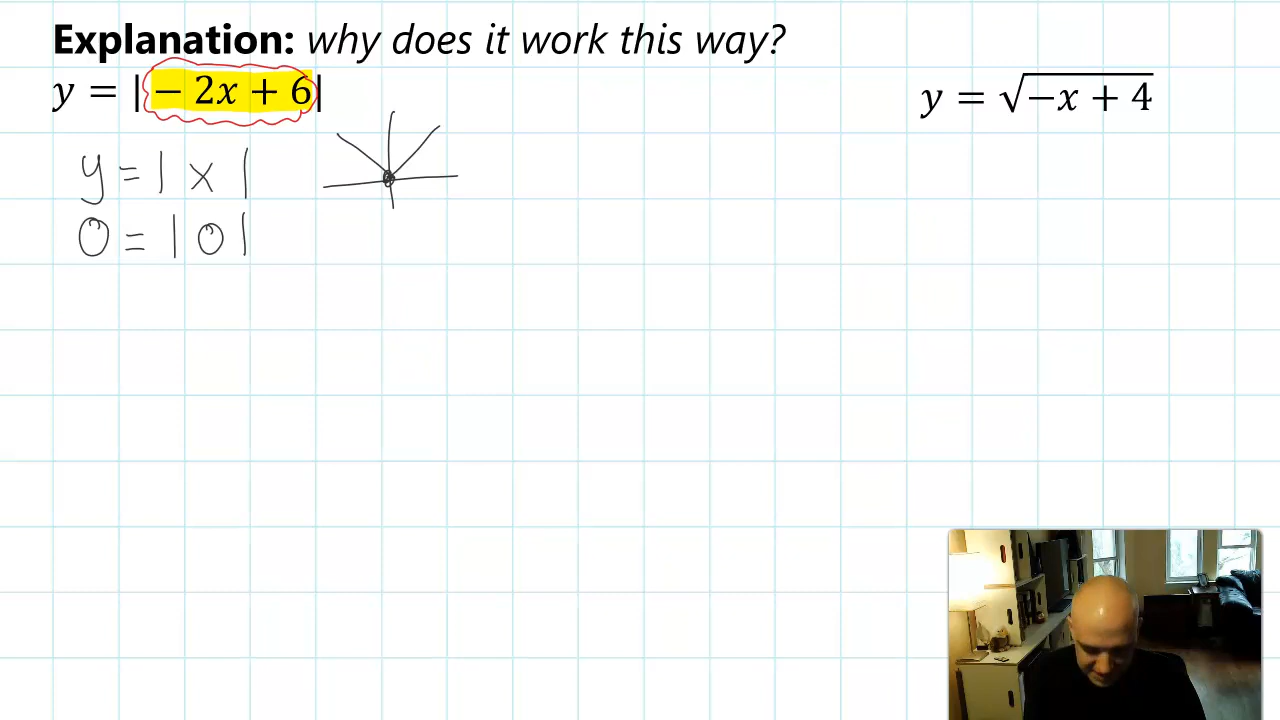 Explanation: why does it work this way?
y = |− 2x + 6|
y = √−x + 4
y = | x |
0 = | 0 |